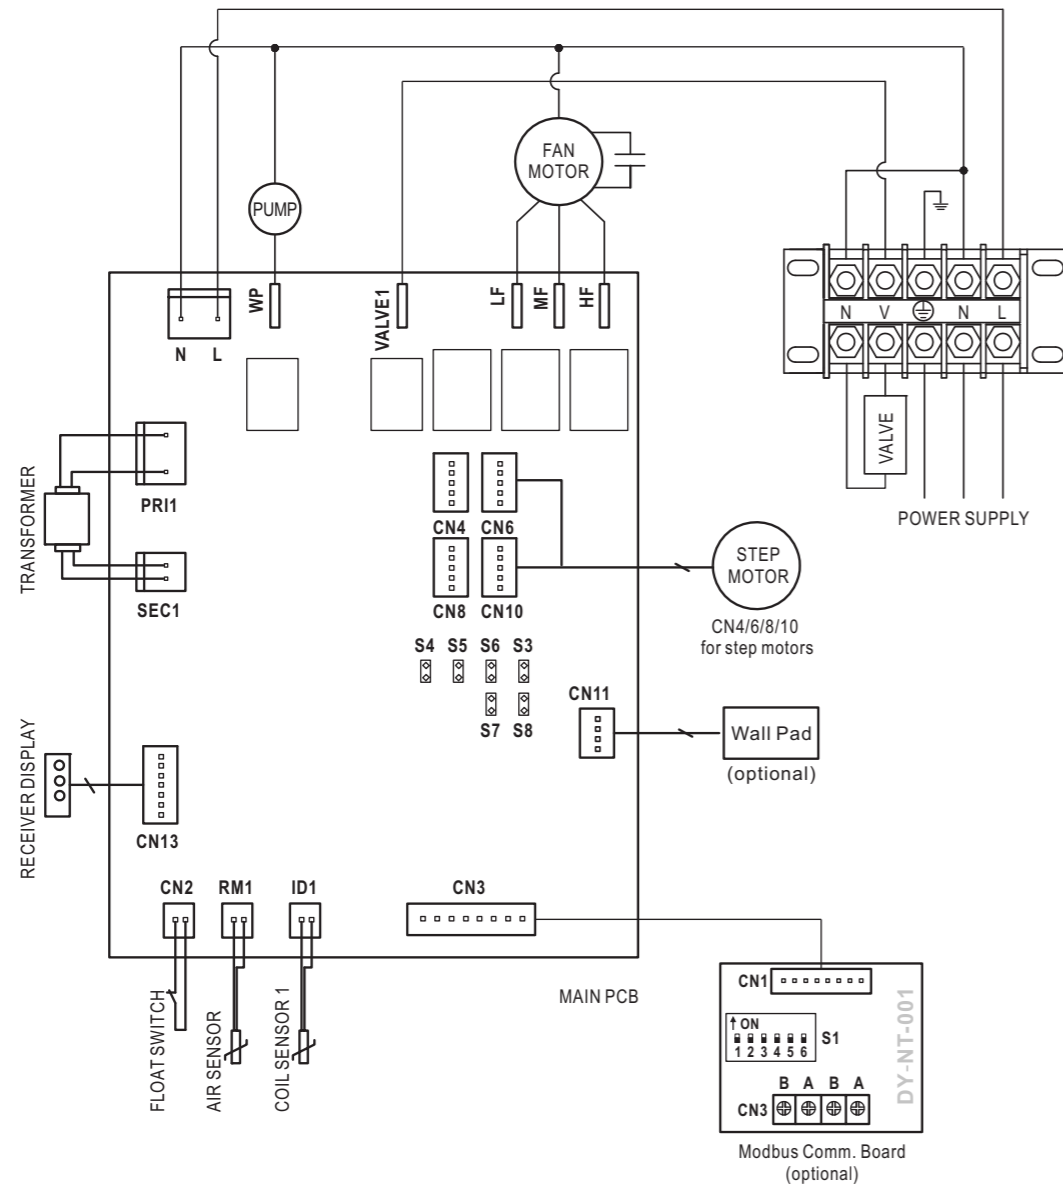 FAN
MOTOR
PUMP
WP
VALVE1
LF
MF
HF
N L
N V N L
VALVE
POWER SUPPLY
TRANSFORMER
PRI1
SEC1
CN4 CN6
CN8 CN10
STEP
MOTOR
CN4/6/8/10
for step motors
S4 S5 S6 S3
S7 S8
CN11
Wall Pad
(optional)
RECEIVER DISPLAY
CN13
CN2 RM1 ID1
CN3
FLOAT SWITCH
AIR SENSOR
COIL SENSOR 1
MAIN PCB
CN1
ON
1 2 3 4 5 6
S1
B A B A
CN3
DY-NT-001
Modbus Comm. Board
(optional)